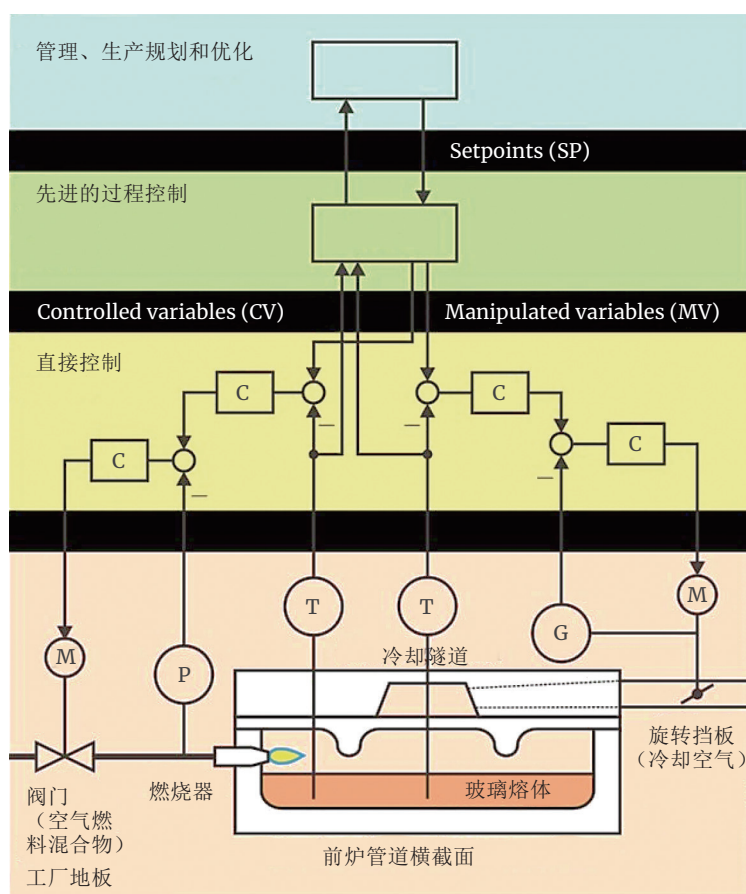 管理、生产规划和优化
Setpoints (SP)
先进的过程控制
Controlled variables (CV)
Manipulated variables (MV)
直接控制
C
C
C
C
T
T
M
G
M
P
冷却隧道
旋转挡板
（冷却空气）
玻璃熔体
燃烧器
阀门
（空气燃
料混合物）
前炉管道横截面
工厂地板